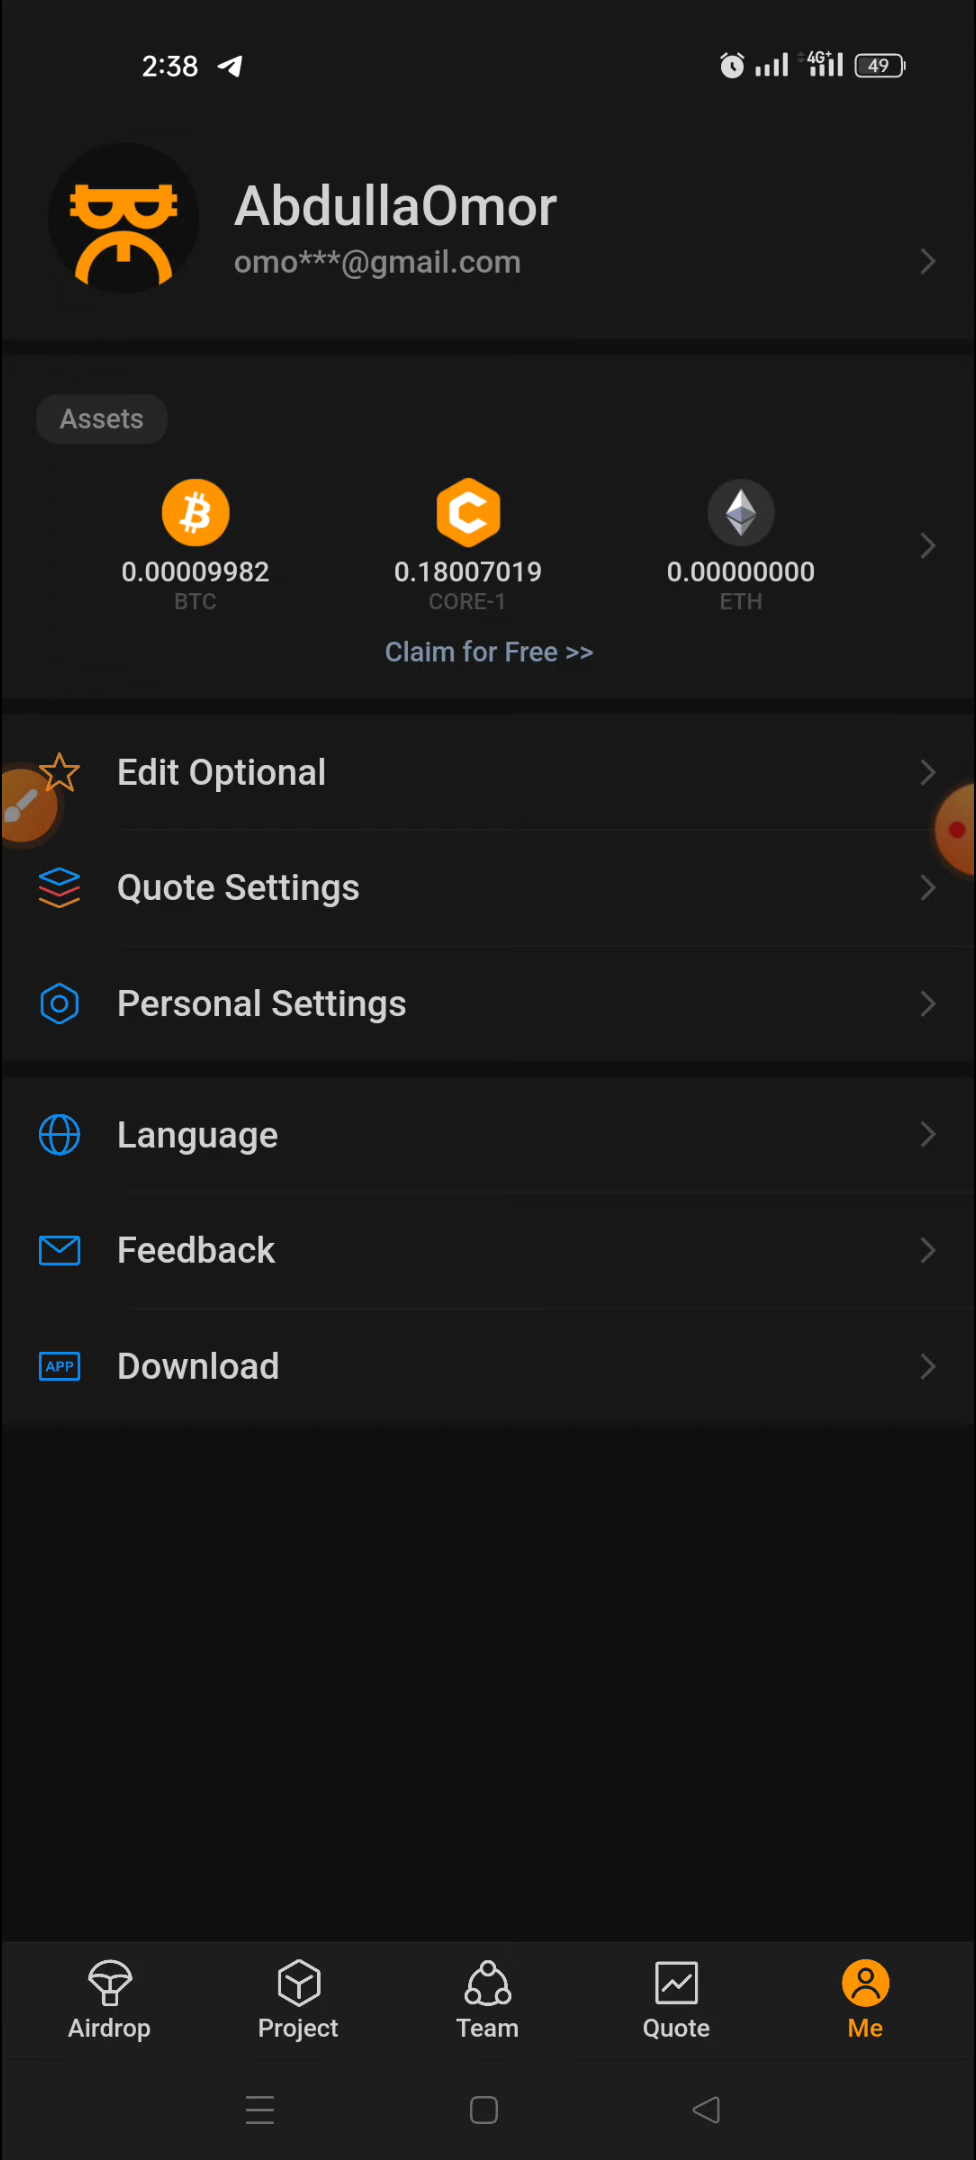 2:38
4G+
49
AbdullaOmor
omo***@gmail.com
Assets
0.00009982 0.18007019 0.00000000
BTC CORE-1 ETH
Claim for Free >>
Edit Optional
Quote Settings
Personal Settings
Language
Feedback
APP Download
Airdrop Project Team Quote Me